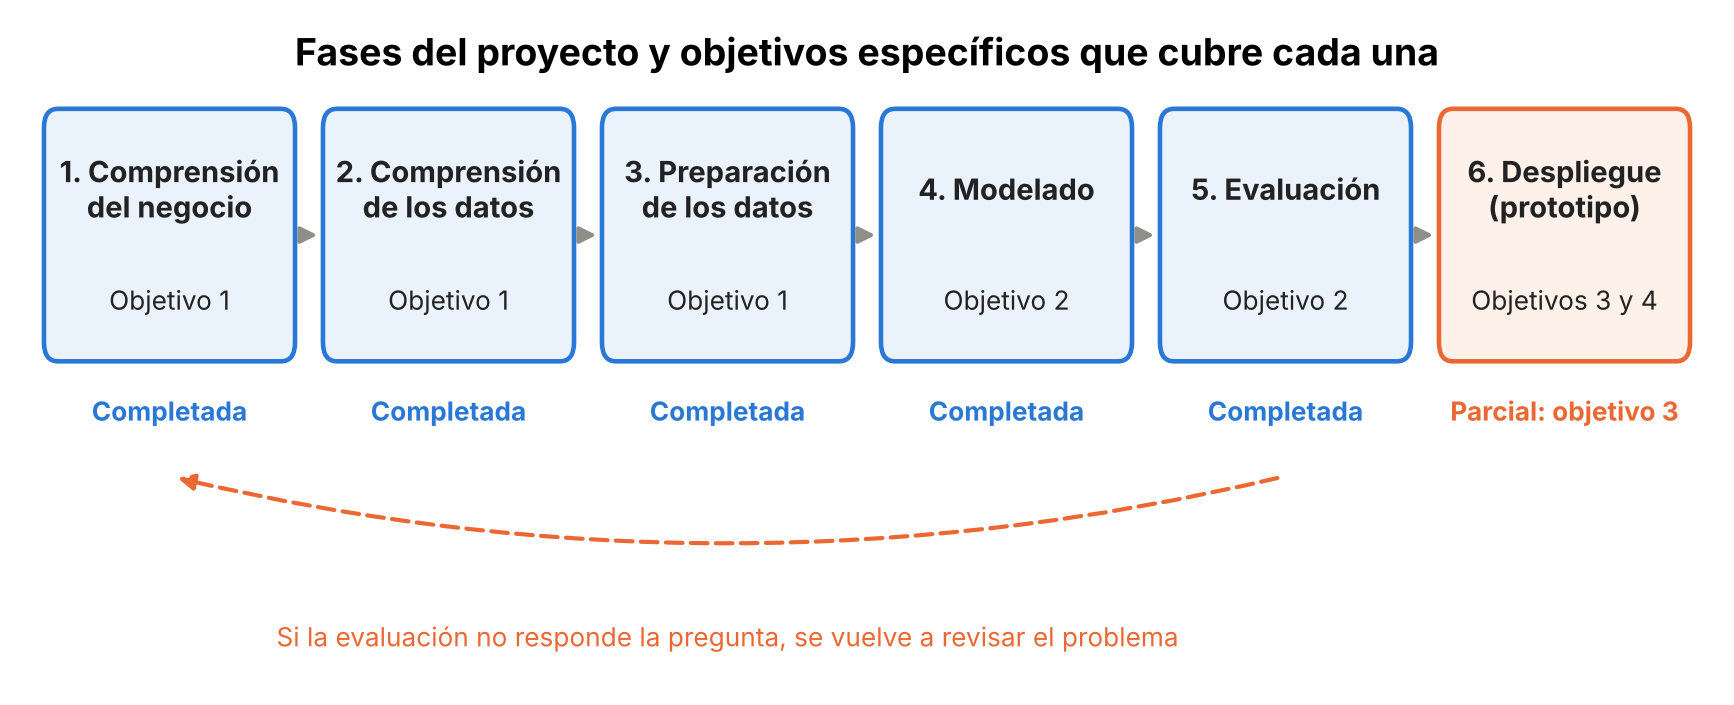 Fases del proyecto y objetivos específicos que cubre cada una
1. Comprensión
del negocio
Objetivo 1
Completada
2. Comprensión
de los datos
Objetivo 1
Completada
3. Preparación
de los datos
Objetivo 1
Completada
4. Modelado
Objetivo 2
Completada
5. Evaluación
Objetivo 2
Completada
6. Despliegue
(prototipo)
Objetivos 3 y 4
Parcial: objetivo 3
Si la evaluación no responde la pregunta, se vuelve a revisar el problema